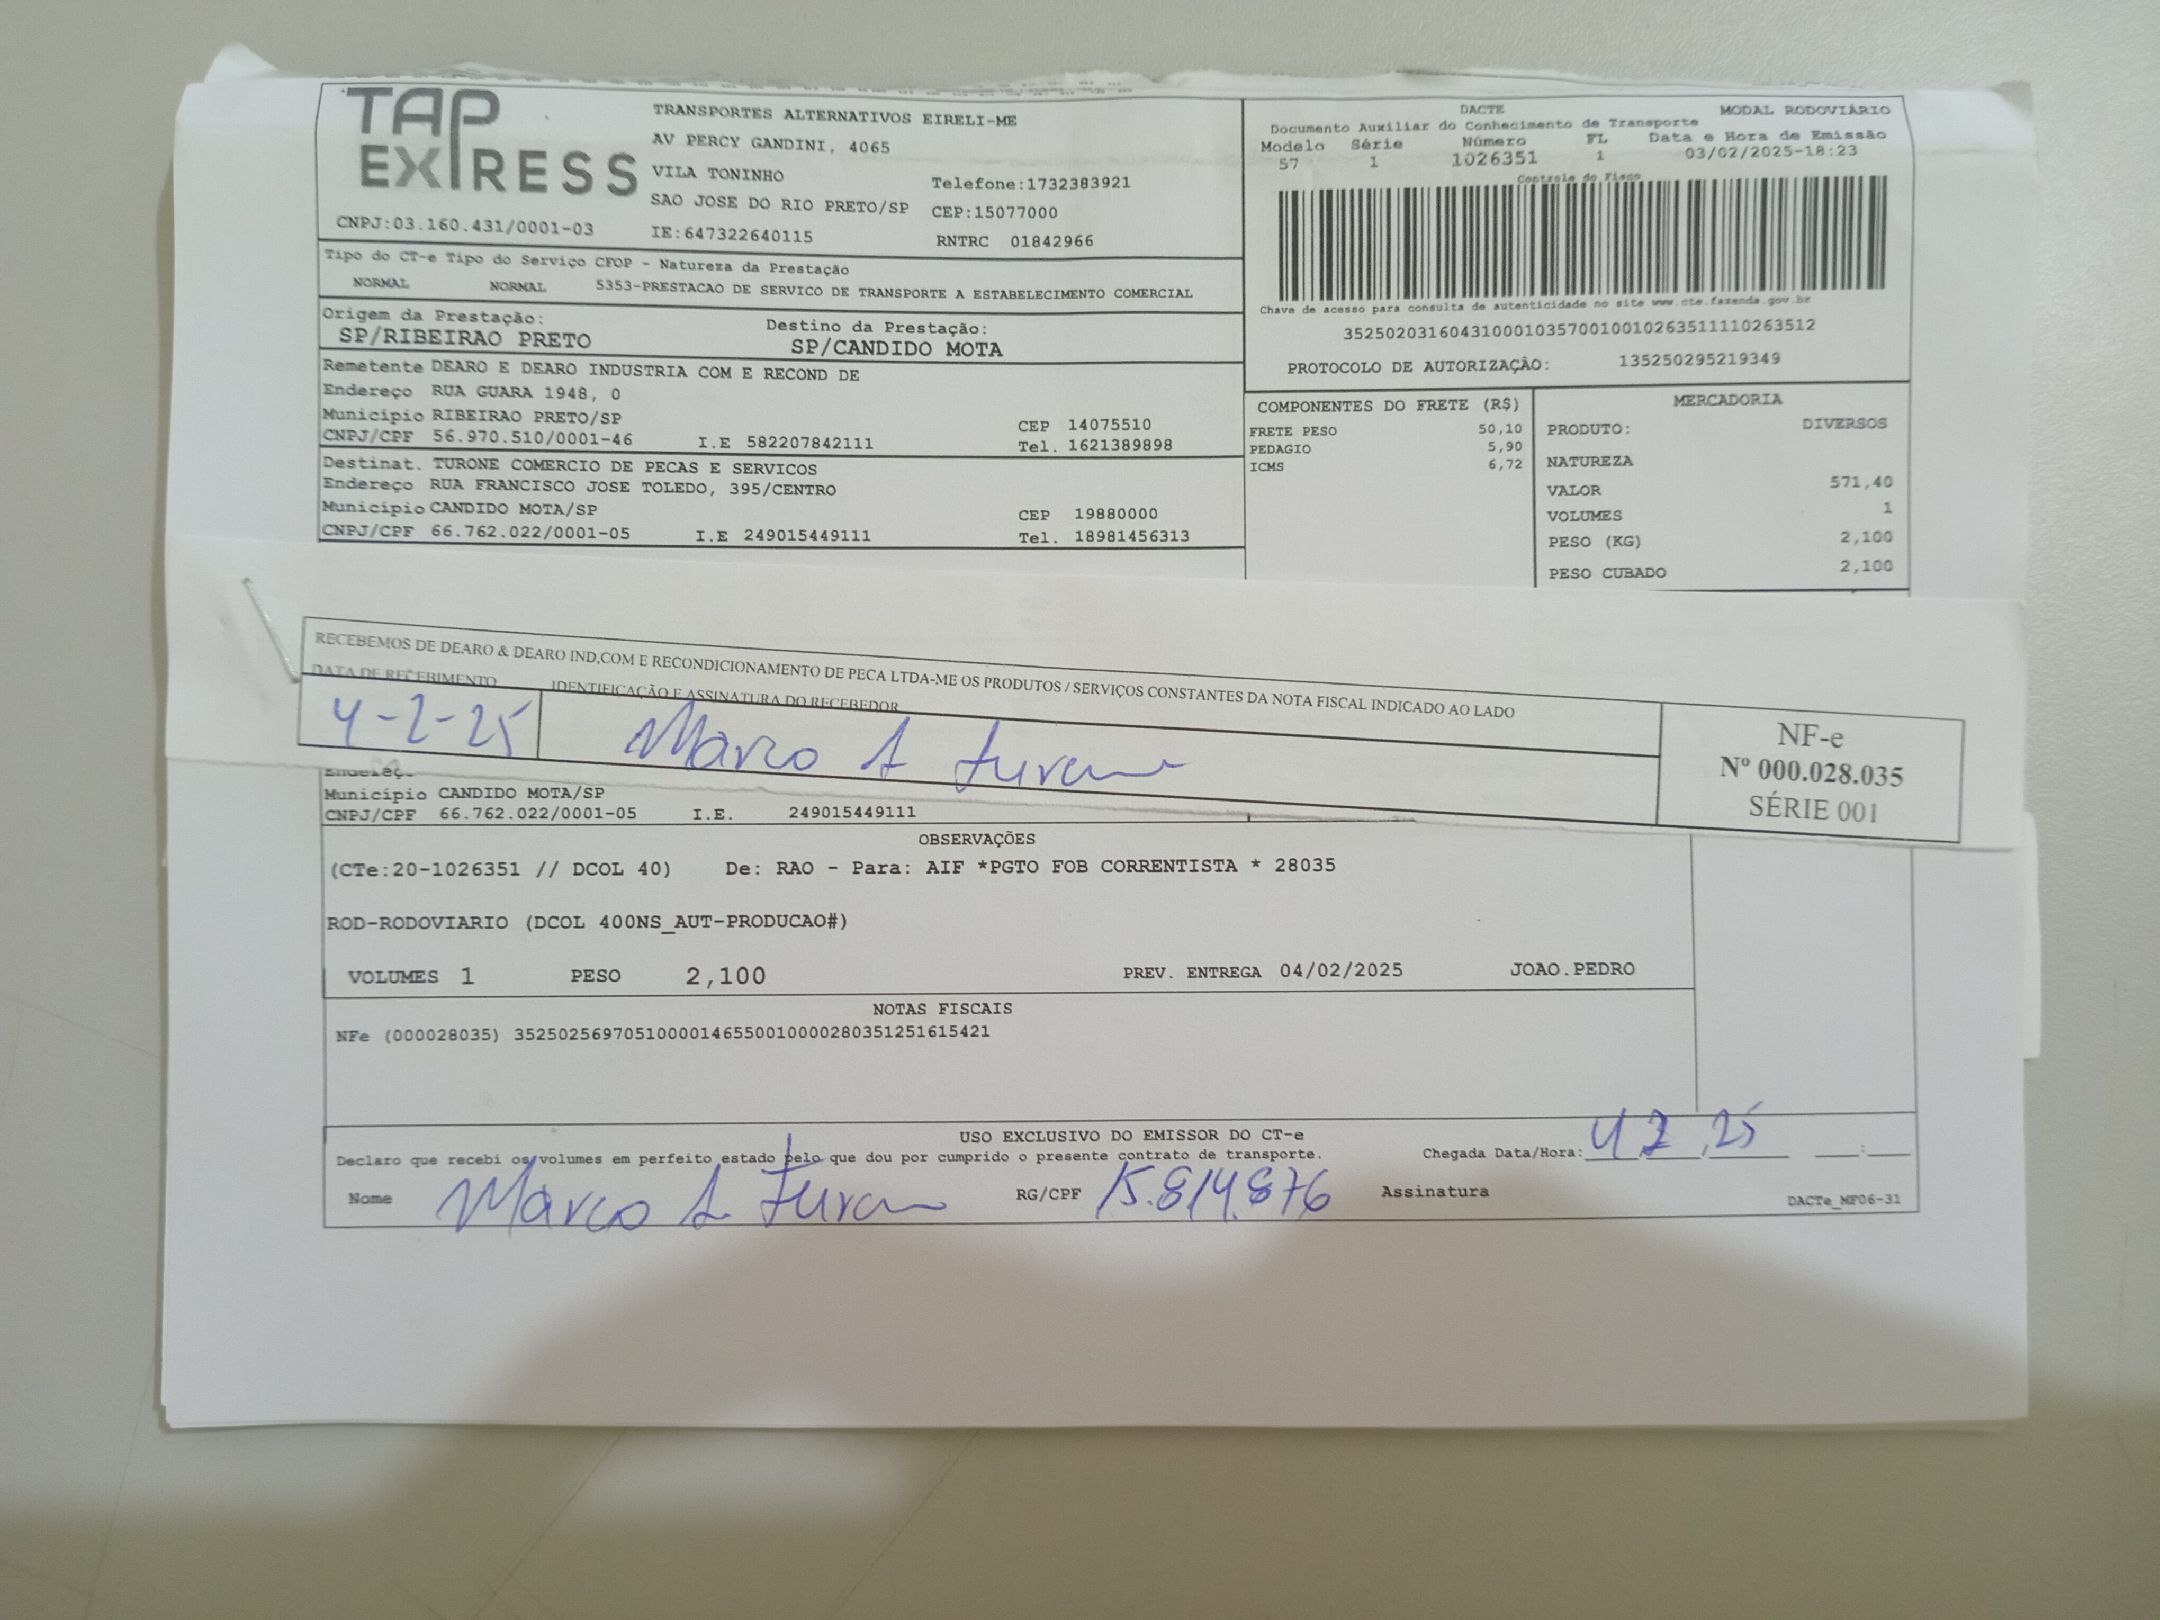 TAP EXPRESS
TRANSPORTES ALTERNATIVOS EIRELI-ME
AV PERCY GANDINI, 4065
VILA TONINHO
Telefone:1732383921
SAO JOSE DO RIO PRETO/SP CEP:15077000
CNPJ:03.160.431/0001-03 IE:647322640115 RNTRC 01842966
DACTE MODAL RODOVIÁRIO
Documento Auxiliar do Conhecimento de Transporte
Modelo Série Número FL Data e Hora de Emissão
57 1 1026351 1 03/02/2025-18:23
Controle do Fisco
Chave de acesso para consulta de autenticidade no site www.cte.fazenda.gov.br
35250203160431000103570010010263511110263512
PROTOCOLO DE AUTORIZAÇÃO: 135250295219349
Tipo do CT-e Tipo do Serviço CFOP - Natureza da Prestação
NORMAL NORMAL 5353-PRESTACAO DE SERVICO DE TRANSPORTE A ESTABELECIMENTO COMERCIAL
Origem da Prestação: Destino da Prestação:
SP/RIBEIRAO PRETO SP/CANDIDO MOTA
Remetente DEARO E DEARO INDUSTRIA COM E RECOND DE
Endereço RUA GUARA 1948, 0
Município RIBEIRAO PRETO/SP CEP 14075510
CNPJ/CPF 56.970.510/0001-46 I.E 582207842111 Tel. 1621389898
Destinat. TURONE COMERCIO DE PECAS E SERVICOS
Endereço RUA FRANCISCO JOSE TOLEDO, 395/CENTRO
Município CANDIDO MOTA/SP CEP 19880000
CNPJ/CPF 66.762.022/0001-05 I.E 249015449111 Tel. 18981456313
COMPONENTES DO FRETE (R$)
FRETE PESO 50,10
PEDAGIO 5,90
ICMS 6,72
MERCADORIA
PRODUTO: DIVERSOS
NATUREZA
VALOR 571,40
VOLUMES 1
PESO (KG) 2,100
PESO CUBADO 2,100
RECEBEMOS DE DEARO & DEARO IND,COM E RECONDICIONAMENTO DE PECA LTDA-ME OS PRODUTOS / SERVIÇOS CONSTANTES DA NOTA FISCAL INDICADO AO LADO
DATA DE RECEBIMENTO IDENTIFICAÇÃO E ASSINATURA DO RECEBEDOR
4-2-25 Marco A
NF-e
Nº 000.028.035
SÉRIE 001
Município CANDIDO MOTA/SP
CNPJ/CPF 66.762.022/0001-05 I.E. 249015449111
OBSERVAÇÕES
(CTe:20-1026351 // DCOL 40) De: RAO - Para: AIF *PGTO FOB CORRENTISTA * 28035
ROD-RODOVIARIO (DCOL 400NS_AUT-PRODUCAO#)
VOLUMES 1 PESO 2,100 PREV. ENTREGA 04/02/2025 JOAO.PEDRO
NOTAS FISCAIS
NFe (000028035) 35250256970510000146550010000280351251615421
USO EXCLUSIVO DO EMISSOR DO CT-e
Declaro que recebi os volumes em perfeito estado pelo que dou por cumprido o presente contrato de transporte. Chegada Data/Hora: 4 2 25
Nome Marco A RG/CPF 15.814.876 Assinatura
DACTe_MF06-31